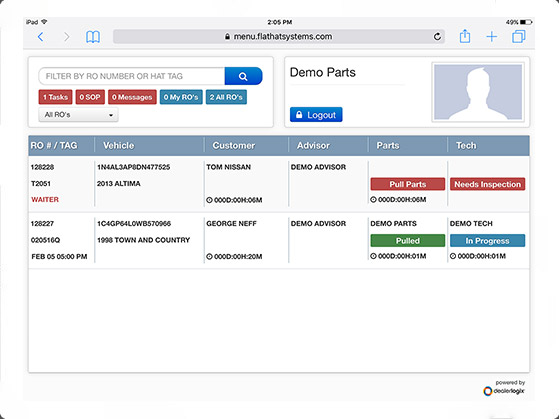 iPad 2:05 PM 49%
menu.flathatsystems.com
FILTER BY RO NUMBER OR HAT TAG
1 Tasks 0 SOP 0 Messages 0 My RO's 2 All RO's
All RO's
Demo Parts
Logout
RO # / TAG Vehicle Customer Advisor Parts Tech
128228 1N4AL3AP8DN477525 TOM NISSAN DEMO ADVISOR
T2051 2013 ALTIMA Pull Parts Needs Inspection
WAITER 000D:00H:06M 000D:00H:06M
128227 1C4GP64L0WB570966 GEORGE NEFF DEMO ADVISOR DEMO PARTS DEMO TECH
020516Q 1998 TOWN AND COUNTRY Pulled In Progress
FEB 05 05:00 PM 000D:00H:20M 000D:00H:01M 000D:00H:01M
powered by
dealerlogix